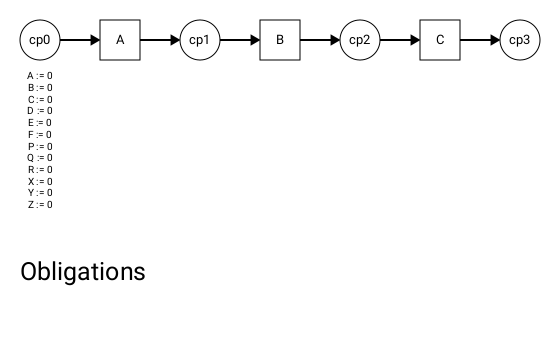 cp0 A cp1 B cp2 C cp3
A := 0
B := 0
C := 0
D := 0
E := 0
F := 0
P := 0
Q := 0
R := 0
X := 0
Y := 0
Z := 0
Obligations